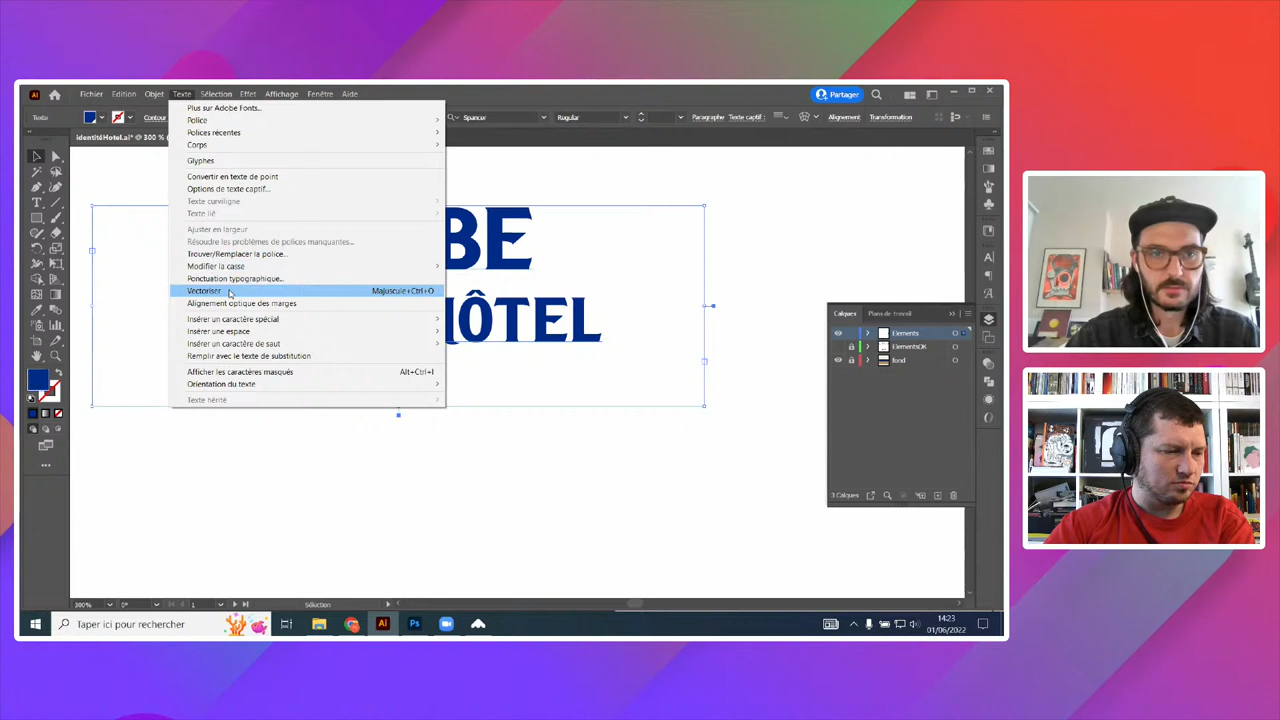 Ai Fichier Edition Objet Texte Sélection Effet Affichage Fenêtre Aide Partager
Texte Contour Spancer Regular Paragraphe Texte captif : Alignement Transformation
identitéHotel.ai* @ 300 %
Plus sur Adobe Fonts...
Police
Polices récentes
Corps
Glyphes
Convertir en texte de point
Options de texte captif...
Texte curviligne
Texte lié
Ajuster en largeur
Résoudre les problèmes de polices manquantes...
Trouver/Remplacer la police...
Modifier la casse
Ponctuation typographique...
Vectoriser Majuscule+Ctrl+O
Alignement optique des marges
Insérer un caractère spécial
Insérer une espace
Insérer un caractère de saut
Remplir avec le texte de substitution
Afficher les caractères masqués Alt+Ctrl+I
Orientation du texte
Texte hérité
BE
HÔTEL
Calques Plans de travail
Elements
ElementsOK
fond
3 Calques
300% 0° 1 Sélection
Taper ici pour rechercher Ai Ps
14:23
01/06/2022